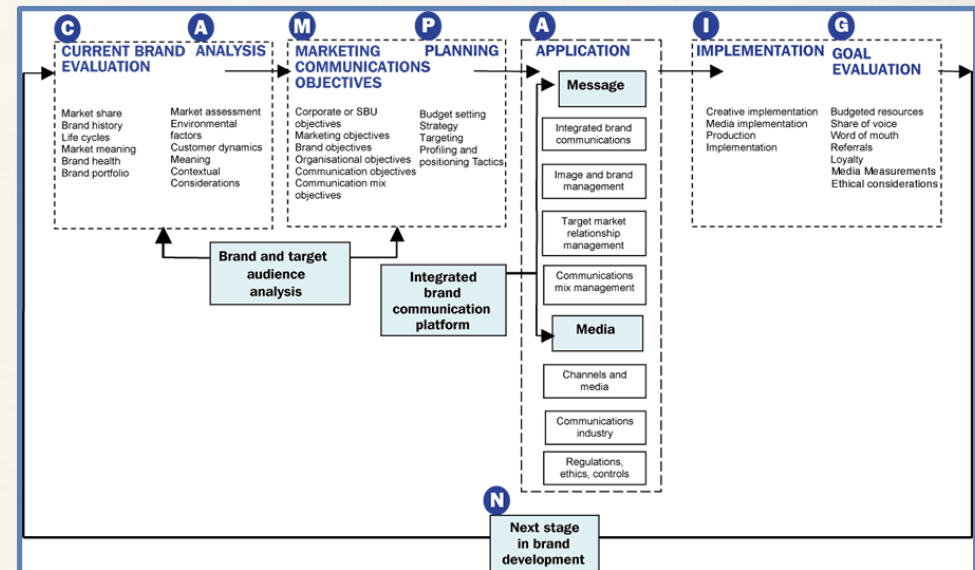 C
CURRENT BRAND
EVALUATION
Market share
Brand history
Life cycles
Market meaning
Brand health
Brand portfolio
A
ANALYSIS
Market assessment
Environmental
factors
Customer dynamics
Meaning
Contextual
Considerations
Brand and target
audience
analysis
M
MARKETING
COMMUNICATIONS
OBJECTIVES
Corporate or SBU
objectives
Marketing objectives
Brand objectives
Organisational objectives
Communication objectives
Communication mix
objectives
P
PLANNING
Budget setting
Strategy
Targeting
Profiling and
positioning Tactics
Integrated
brand
communication
platform
A
APPLICATION
Message
Integrated brand
communications
Image and brand
management
Target market
relationship
management
Communications
mix management
Media
Channels and
media
Communications
industry
Regulations,
ethics, controls
I
IMPLEMENTATION
Creative implementation
Media implementation
Production
Implementation
G
GOAL
EVALUATION
Budgeted resources
Share of voice
Word of mouth
Referrals
Loyalty
Media Measurements
Ethical considerations
N
Next stage
in brand
development